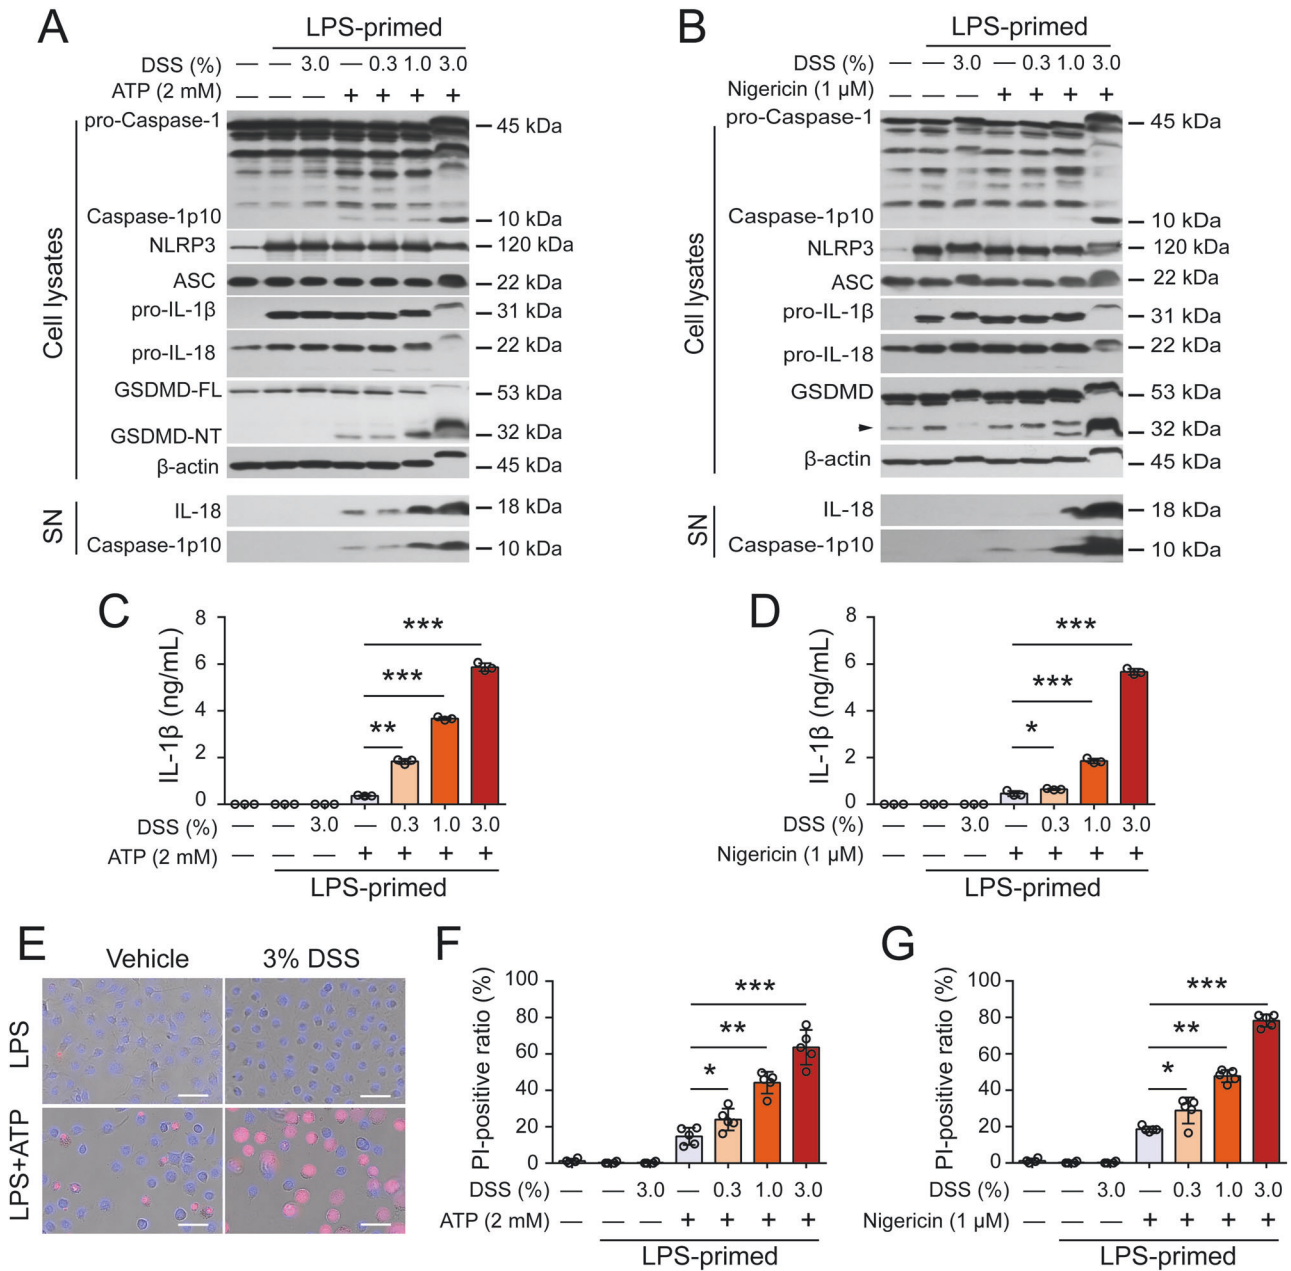 A
LPS-primed
DSS (%) — — 3.0 — 0.3 1.0 3.0
ATP (2 mM) — — — + + + +
Cell lysates
pro-Caspase-1
45 kDa
Caspase-1p10
10 kDa
NLRP3
120 kDa
ASC
22 kDa
pro-IL-1β
31 kDa
pro-IL-18
22 kDa
GSDMD-FL
53 kDa
GSDMD-NT
32 kDa
β-actin
45 kDa
SN
IL-18
18 kDa
Caspase-1p10
10 kDa
B
LPS-primed
DSS (%) — — 3.0 — 0.3 1.0 3.0
Nigericin (1 µM) — — — + + + +
Cell lysates
pro-Caspase-1
45 kDa
Caspase-1p10
10 kDa
NLRP3
120 kDa
ASC
22 kDa
pro-IL-1β
31 kDa
pro-IL-18
22 kDa
GSDMD
53 kDa
32 kDa
β-actin
45 kDa
SN
IL-18
18 kDa
Caspase-1p10
10 kDa
C
IL-1β (ng/mL)
8
6
4
2
0
***
***
**
DSS (%) — — 3.0 — 0.3 1.0 3.0
ATP (2 mM) — — — + + + +
LPS-primed
D
IL-1β (ng/mL)
8
6
4
2
0
***
***
*
DSS (%) — — 3.0 — 0.3 1.0 3.0
Nigericin (1 µM) — — — + + + +
LPS-primed
E
Vehicle 3% DSS
LPS
LPS+ATP
F
PI-positive ratio (%)
100
80
60
40
20
0
***
**
*
DSS (%) — — 3.0 — 0.3 1.0 3.0
ATP (2 mM) — — — + + + +
LPS-primed
G
PI-positive ratio (%)
100
80
60
40
20
0
***
**
*
DSS (%) — — 3.0 — 0.3 1.0 3.0
Nigericin (1 µM) — — — + + + +
LPS-primed